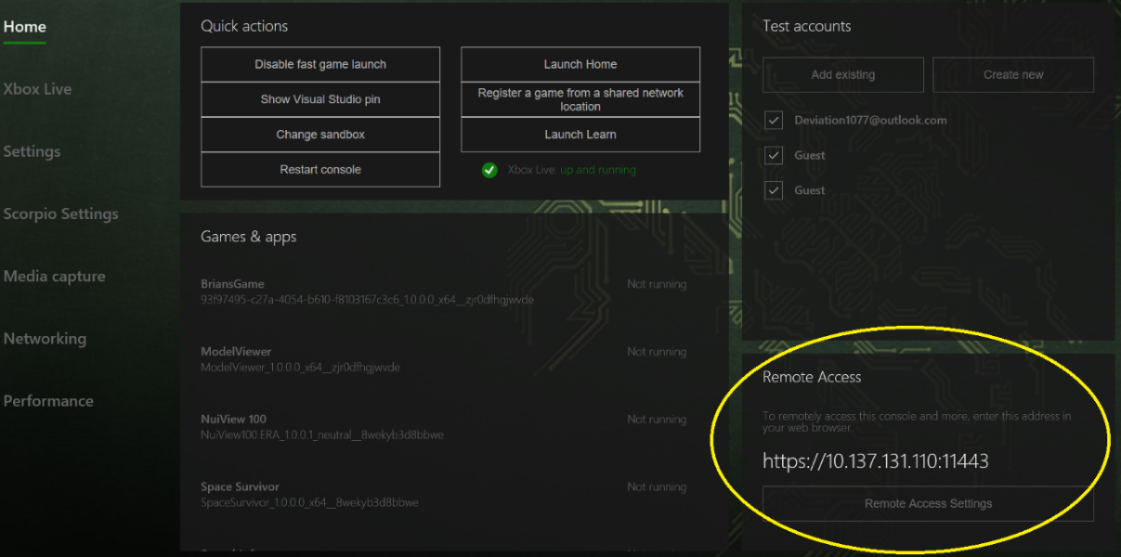 Home
Xbox Live
Settings
Scorpio Settings
Media capture
Networking
Performance
Quick actions
Disable fast game launch
Show Visual Studio pin
Change sandbox
Restart console
Launch Home
Register a game from a shared network
location
Launch Learn
Xbox Live: up and running
Games & apps
BriansGame
Not running
93f97495-c27a-4054-b610-f8103167c3c6_1.0.0.0_x64__zjr0dfhgjwvde
ModelViewer
Not running
ModelViewer_1.0.0.0_x64__zjr0dfhgjwvde
NuiView 100
Not running
NuiView100.ERA_1.0.0.1_neutral__8wekyb3d8bbwe
Space Survivor
Not running
SpaceSurvivor_1.0.0.0_x64__8wekyb3d8bbwe
Test accounts
Add existing
Create new
Deviation1077@outlook.com
Guest
Guest
Remote Access
To remotely access this console and more, enter this address in
your web browser.
https://10.137.131.110:11443
Remote Access Settings